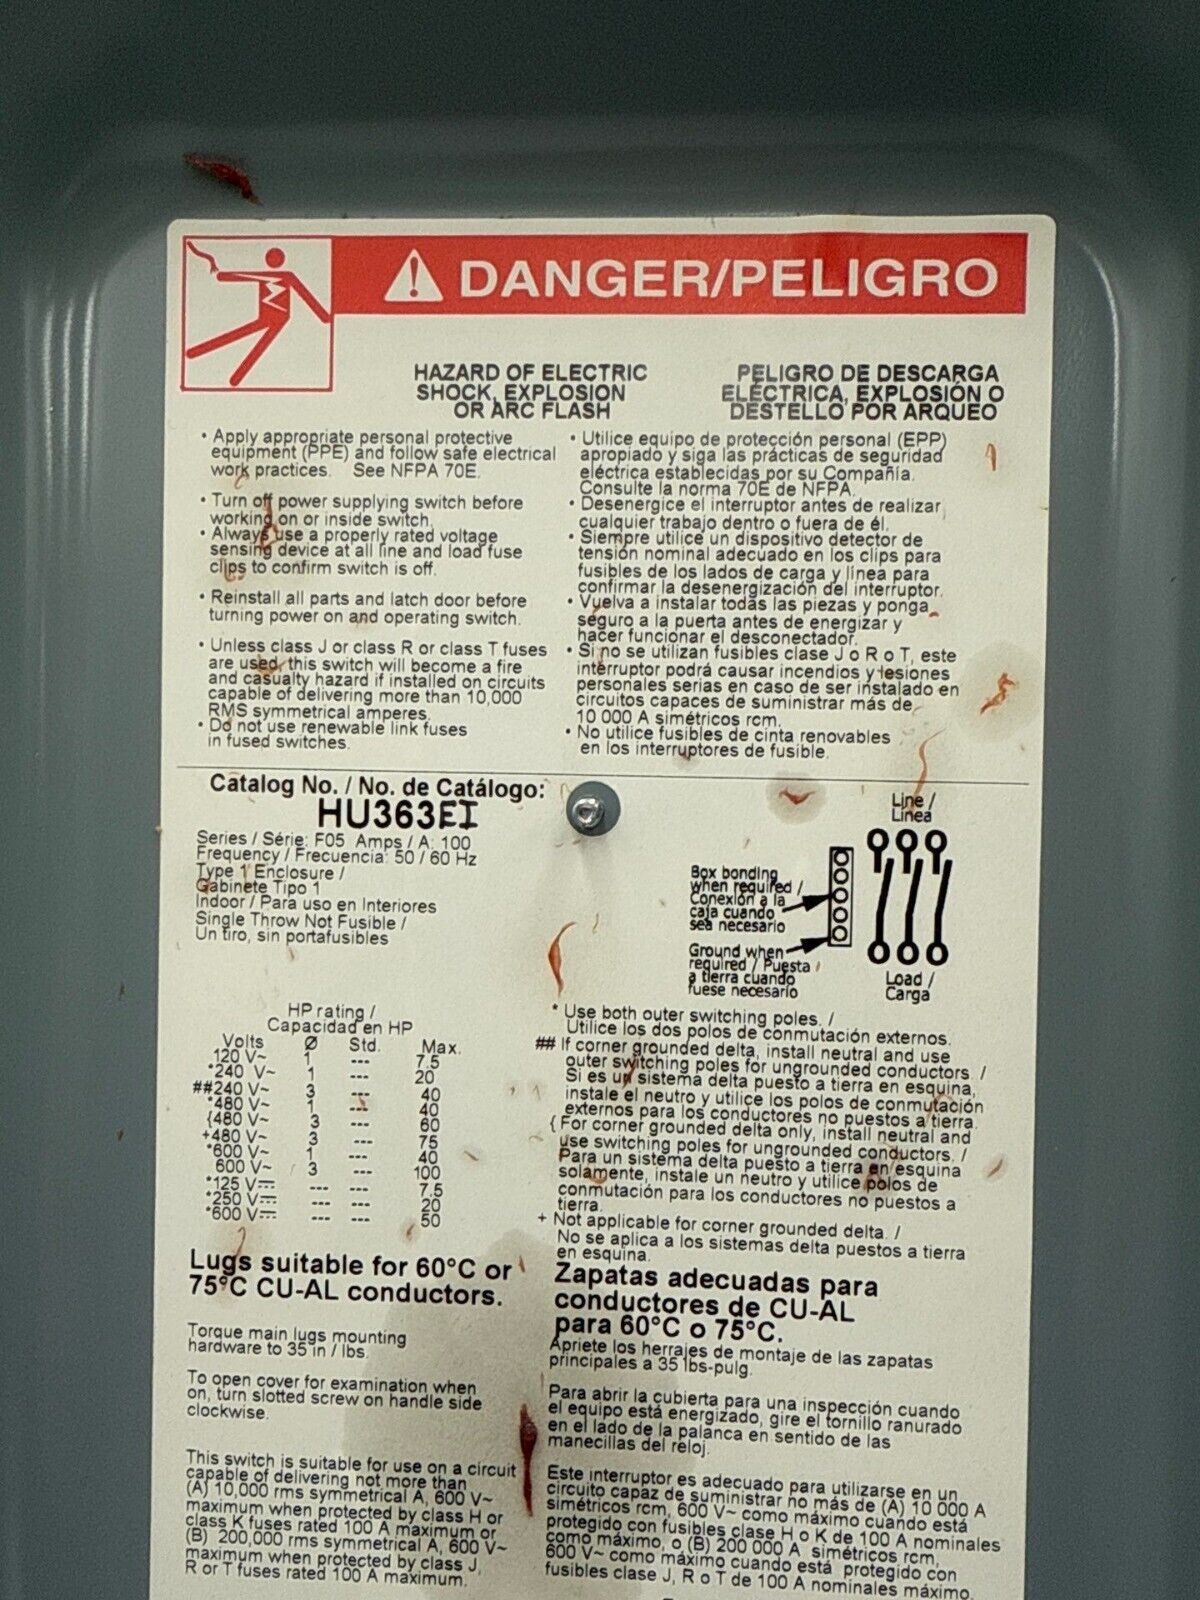 DANGER/PELIGRO
HAZARD OF ELECTRIC
SHOCK, EXPLOSION
OR ARC FLASH
• Apply appropriate personal protective
equipment (PPE) and follow safe electrical
work practices. See NFPA 70E.
• Turn off power supplying switch before
working on or inside switch.
• Always use a properly rated voltage
sensing device at all line and load fuse
clips to confirm switch is off.
• Reinstall all parts and latch door before
turning power on and operating switch.
• Unless class J or class R or class T fuses
are used, this switch will become a fire
and casualty hazard if installed on circuits
capable of delivering more than 10,000
RMS symmetrical amperes.
• Do not use renewable link fuses
in fused switches.
PELIGRO DE DESCARGA
ELÉCTRICA, EXPLOSIÓN O
DESTELLO POR ARQUEO
• Utilice equipo de protección personal (EPP)
apropiado y siga las prácticas de seguridad
eléctrica establecidas por su Compañía.
Consulte la norma 70E de NFPA.
• Desenergice el interruptor antes de realizar
cualquier trabajo dentro o fuera de él.
• Siempre utilice un dispositivo detector de
tensión nominal adecuado en los clips para
fusibles de los lados de carga y línea para
confirmar la desenergización del interruptor.
• Vuelva a instalar todas las piezas y ponga
seguro a la puerta antes de energizar y
hacer funcionar el desconectador.
• Si no se utilizan fusibles clase J o R o T, este
interruptor podrá causar incendios y lesiones
personales serias en caso de ser instalado en
circuitos capaces de suministrar más de
10 000 A simétricos rcm.
• No utilice fusibles de cinta renovables
en los interruptores de fusible.
Catalog No. / No. de Catálogo:
HU363EI
Series / Série: F05 Amps / A: 100
Frequency / Frecuencia: 50 / 60 Hz
Type 1 Enclosure /
Gabinete Tipo 1
Indoor / Para uso en Interiores
Single Throw Not Fusible /
Un tiro, sin portafusibles
Line /
Línea
Box bonding
when required /
Conexión a la
caja cuando
sea necesario
Ground when
required / Puesta
a tierra cuando
fuese necesario
Load /
Carga
HP rating /
Capacidad en HP
Volts Ø Std. Max.
120 V~ 1 --- 7.5
*240 V~ 1 --- 20
##240 V~ 3 --- 40
*480 V~ 1 --- 40
{480 V~ 3 --- 60
+480 V~ 3 --- 75
*600 V~ 1 --- 40
600 V~ 3 --- 100
*125 V⎓ --- --- 7.5
*250 V⎓ --- --- 20
*600 V⎓ --- --- 50
* Use both outer switching poles. /
Utilice los dos polos de conmutación externos.
## If corner grounded delta, install neutral and use
outer switching poles for ungrounded conductors. /
Si es un sistema delta puesto a tierra en esquina,
instale el neutro y utilice los polos de conmutación
externos para los conductores no puestos a tierra.
{ For corner grounded delta only, install neutral and
use switching poles for ungrounded conductors. /
Para un sistema delta puesto a tierra en esquina
solamente, instale un neutro y utilice polos de
conmutación para los conductores no puestos a
tierra.
+ Not applicable for corner grounded delta. /
No se aplica a los sistemas delta puestos a tierra
en esquina.
Lugs suitable for 60°C or
75°C CU-AL conductors.
Torque main lugs mounting
hardware to 35 in / lbs.
To open cover for examination when
on, turn slotted screw on handle side
clockwise.
This switch is suitable for use on a circuit
capable of delivering not more than
(A) 10,000 rms symmetrical A, 600 V~
maximum when protected by class H or
class K fuses rated 100 A maximum or
(B) 200,000 rms symmetrical A, 600 V~
maximum when protected by class J,
R or T fuses rated 100 A maximum.
Zapatas adecuadas para
conductores de CU-AL
para 60°C o 75°C.
Apriete los herrajes de montaje de las zapatas
principales a 35 lbs-pulg.
Para abrir la cubierta para una inspección cuando
el equipo está energizado, gire el tornillo ranurado
en el lado de la palanca en sentido de las
manecillas del reloj.
Este interruptor es adecuado para utilizarse en un
circuito capaz de suministrar no más de (A) 10 000 A
simétricos rcm, 600 V~ como máximo cuando está
protegido con fusibles clase H o K de 100 A nominales
como máximo, o (B) 200 000 A simétricos rcm,
600 V~ como máximo cuando está protegido con
fusibles clase J, R o T de 100 A nominales máximo.